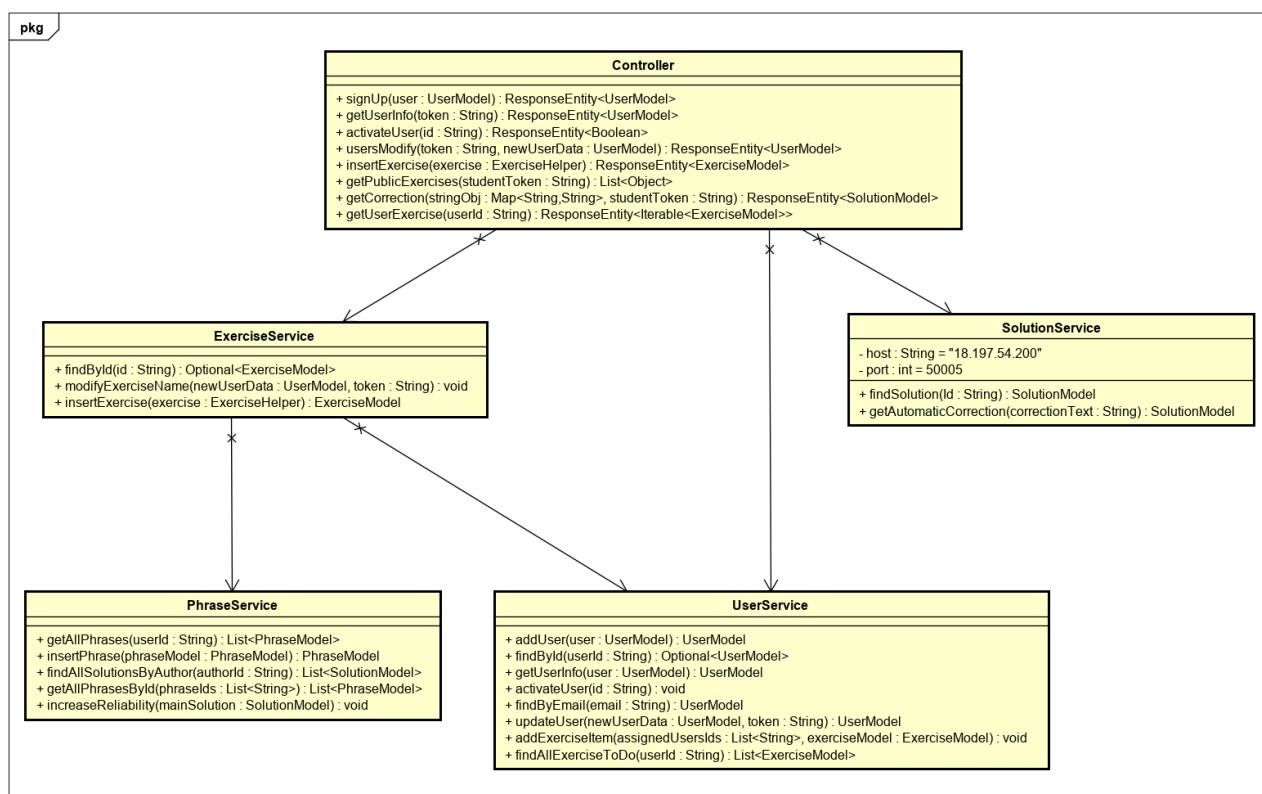 pkg
Controller
+ signUp(user : UserModel) : ResponseEntity<UserModel>
+ getUserInfo(token : String) : ResponseEntity<UserModel>
+ activateUser(id : String) : ResponseEntity<Boolean>
+ usersModify(token : String, newUserData : UserModel) : ResponseEntity<UserModel>
+ insertExercise(exercise : ExerciseHelper) : ResponseEntity<ExerciseModel>
+ getPublicExercises(studentToken : String) : List<Object>
+ getCorrection(stringObj : Map<String,String>, studentToken : String) : ResponseEntity<SolutionModel>
+ getUserExercise(userId : String) : ResponseEntity<Iterable<ExerciseModel>>
ExerciseService
+ findById(id : String) : Optional<ExerciseModel>
+ modifyExerciseName(newUserData : UserModel, token : String) : void
+ insertExercise(exercise : ExerciseHelper) : ExerciseModel
SolutionService
- host : String = "18.197.54.200"
- port : int = 50005
+ findSolution(Id : String) : SolutionModel
+ getAutomaticCorrection(correctionText : String) : SolutionModel
PhraseService
+ getAllPhrases(userId : String) : List<PhraseModel>
+ insertPhrase(phraseModel : PhraseModel) : PhraseModel
+ findAllSolutionsByAuthor(authorId : String) : List<SolutionModel>
+ getAllPhrasesById(phraseIds : List<String>) : List<PhraseModel>
+ increaseReliability(mainSolution : SolutionModel) : void
UserService
+ addUser(user : UserModel) : UserModel
+ findById(userId : String) : Optional<UserModel>
+ getUserInfo(user : UserModel) : UserModel
+ activateUser(id : String) : void
+ findByEmail(email : String) : UserModel
+ updateUser(newUserData : UserModel, token : String) : UserModel
+ addExerciseItem(assignedUsersIds : List<String>, exerciseModel : ExerciseModel) : void
+ findAllExerciseToDo(userId : String) : List<ExerciseModel>